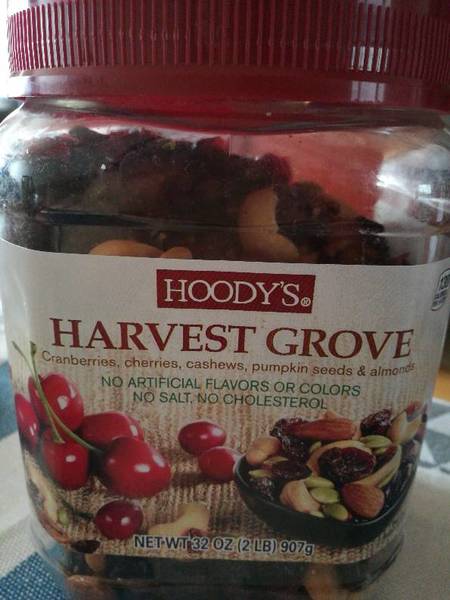 HOODY'S®
HARVEST GROVE
Cranberries, cherries, cashews, pumpkin seeds & almonds
NO ARTIFICIAL FLAVORS OR COLORS
NO SALT, NO CHOLESTEROL
NET WT 32 OZ (2 LB) 907g